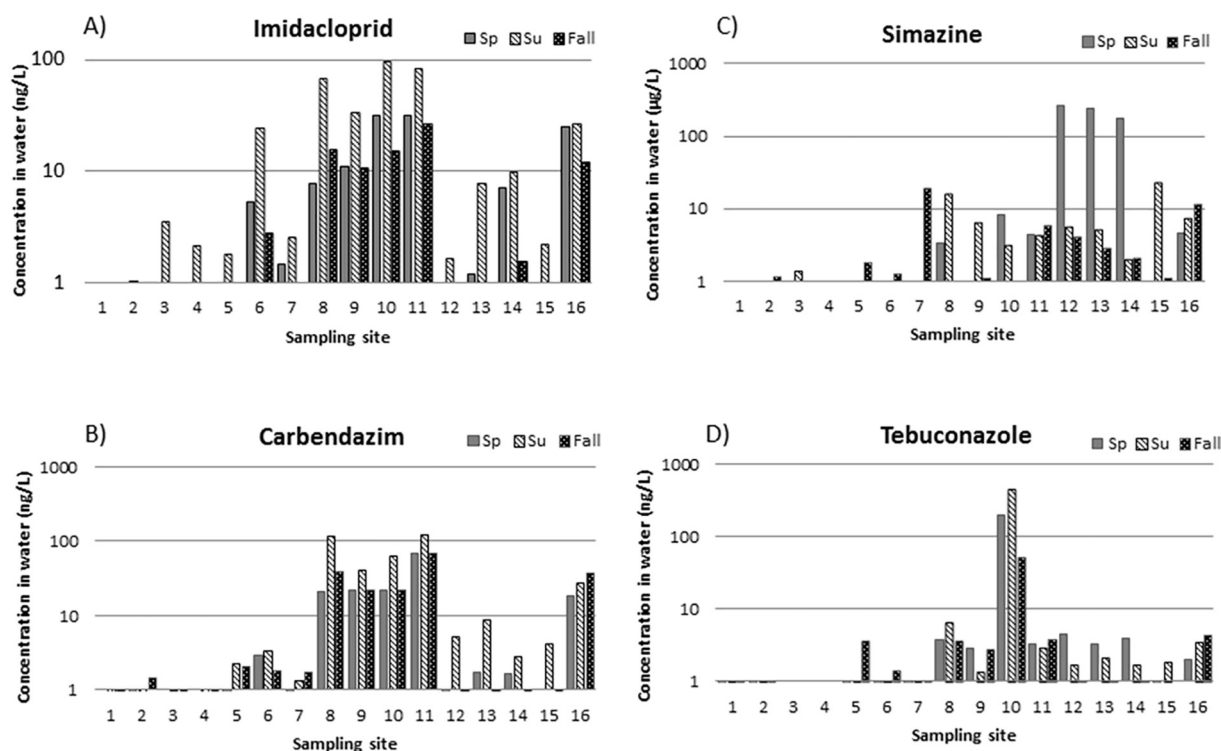 A)
Imidacloprid
Sp Su Fall
Concentration in water (ng/L)
100
10
1
1 2 3 4 5 6 7 8 9 10 11 12 13 14 15 16
Sampling site
C)
Simazine
Sp Su Fall
Concentration in water (µg/L)
1000
100
10
1
1 2 3 4 5 6 7 8 9 10 11 12 13 14 15 16
Sampling site
B)
Carbendazim
Sp Su Fall
Concentration in water (ng/L)
1000
100
10
1
1 2 3 4 5 6 7 8 9 10 11 12 13 14 15 16
Sampling site
D)
Tebuconazole
Sp Su Fall
Concentration in water (ng/L)
1000
100
10
1
1 2 3 4 5 6 7 8 9 10 11 12 13 14 15 16
Sampling site